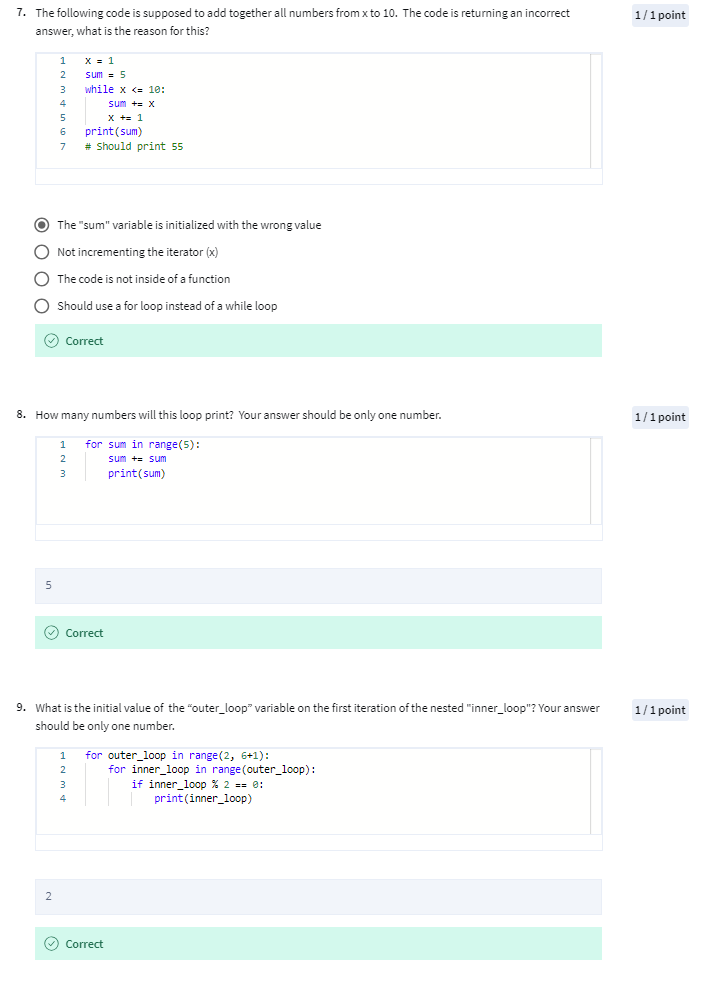 7. The following code is supposed to add together all numbers from x to 10. The code is returning an incorrect
answer, what is the reason for this?
1 / 1 point
1 x = 1
2 sum = 5
3 while x <= 10:
4 sum += x
5 x += 1
6 print(sum)
7 # Should print 55
The "sum" variable is initialized with the wrong value
Not incrementing the iterator (x)
The code is not inside of a function
Should use a for loop instead of a while loop
Correct
8. How many numbers will this loop print? Your answer should be only one number.
1 / 1 point
1 for sum in range(5):
2 sum += sum
3 print(sum)
5
Correct
9. What is the initial value of the “outer_loop” variable on the first iteration of the nested "inner_loop"? Your answer
should be only one number.
1 / 1 point
1 for outer_loop in range(2, 6+1):
2 for inner_loop in range(outer_loop):
3 if inner_loop % 2 == 0:
4 print(inner_loop)
2
Correct